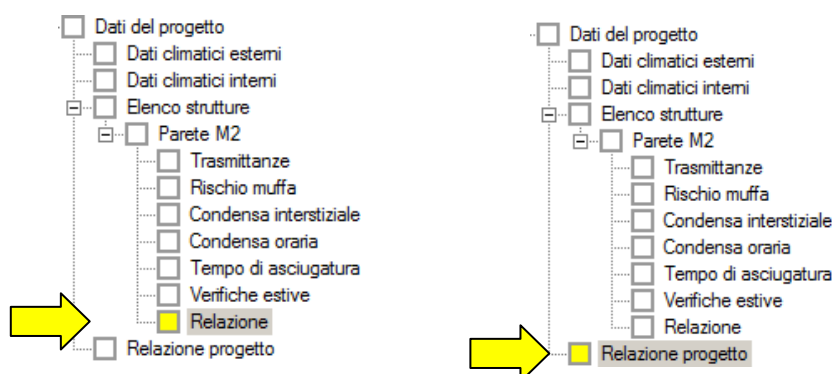 Dati del progetto
Dati climatici esterni
Dati climatici interni
Elenco strutture
Parete M2
Trasmittanze
Rischio muffa
Condensa interstiziale
Condensa oraria
Tempo di asciugatura
Verifiche estive
Relazione
Relazione progetto
Dati del progetto
Dati climatici esterni
Dati climatici interni
Elenco strutture
Parete M2
Trasmittanze
Rischio muffa
Condensa interstiziale
Condensa oraria
Tempo di asciugatura
Verifiche estive
Relazione
Relazione progetto